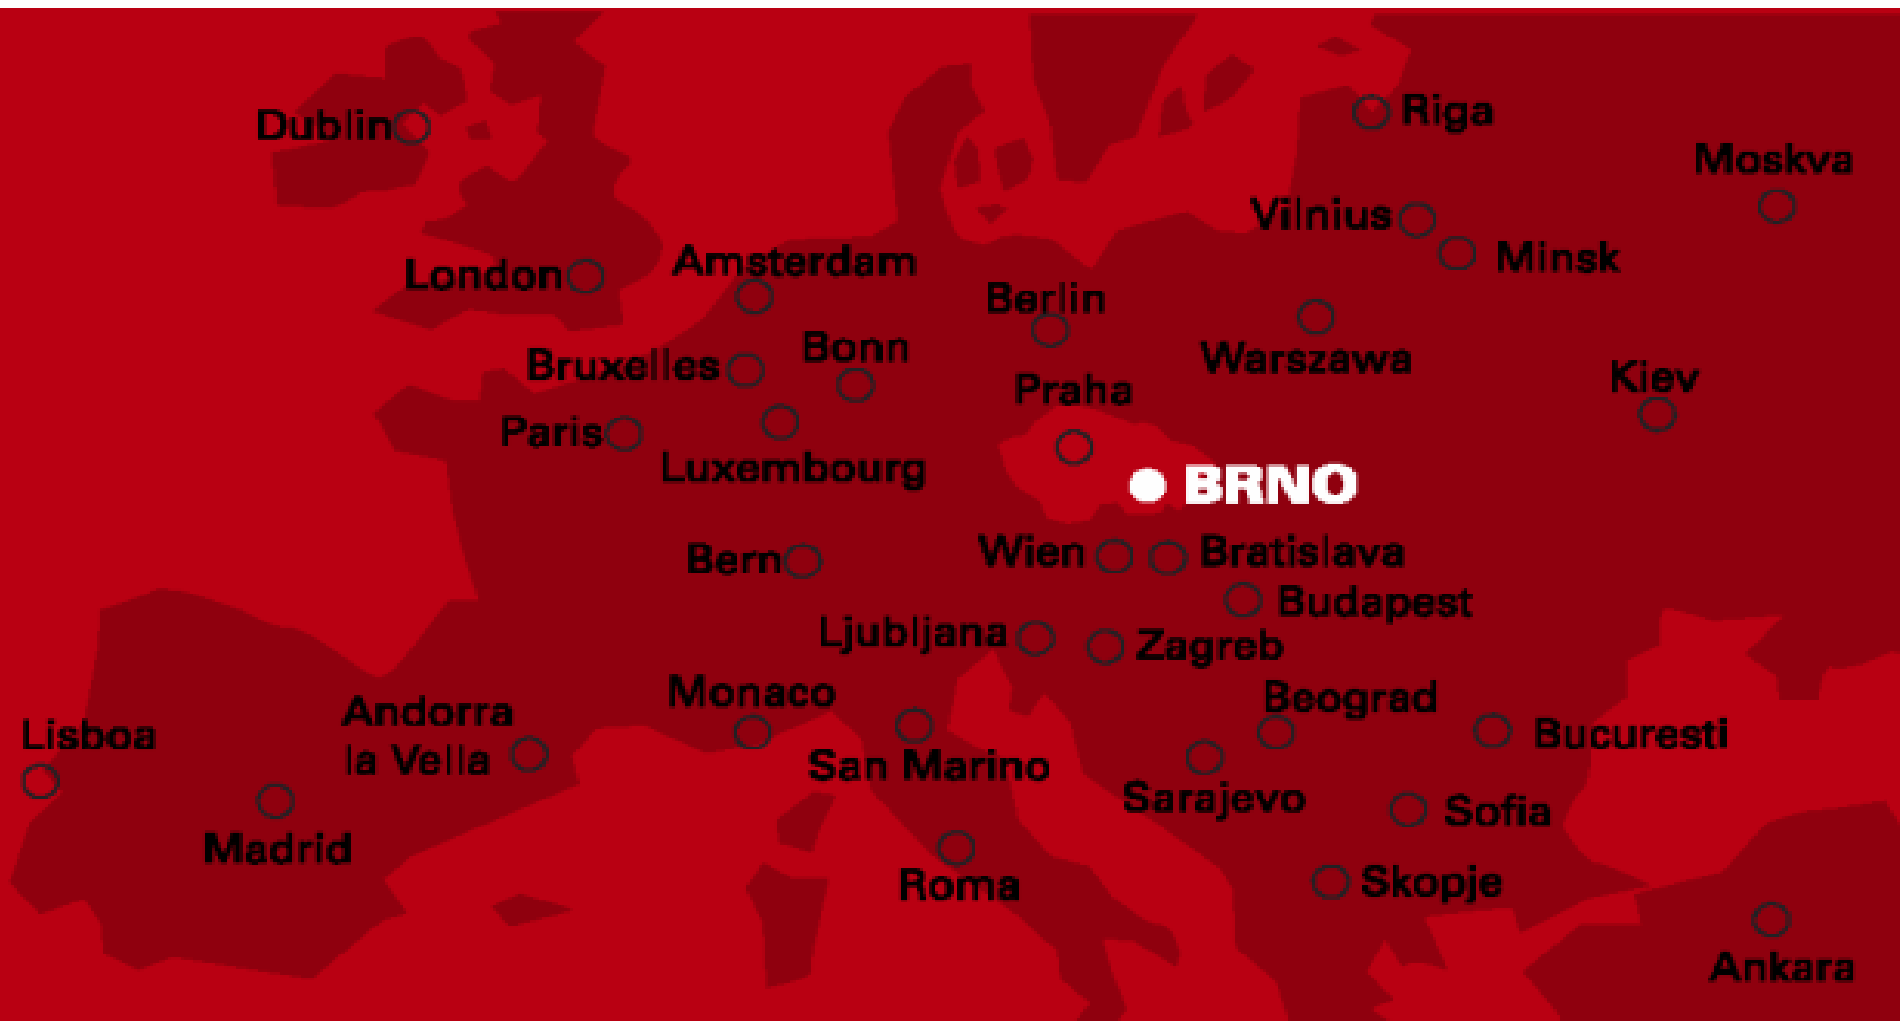 Dublin
Riga
Moskva
Vilnius
Minsk
London
Amsterdam
Berlin
Bonn
Bruxelles
Warszawa
Kiev
Praha
Paris
Luxembourg
BRNO
Bern
Wien
Bratislava
Budapest
Ljubljana
Zagreb
Monaco
Beograd
Andorra
la Vella
Lisboa
San Marino
Bucuresti
Sarajevo
Sofia
Madrid
Roma
Skopje
Ankara